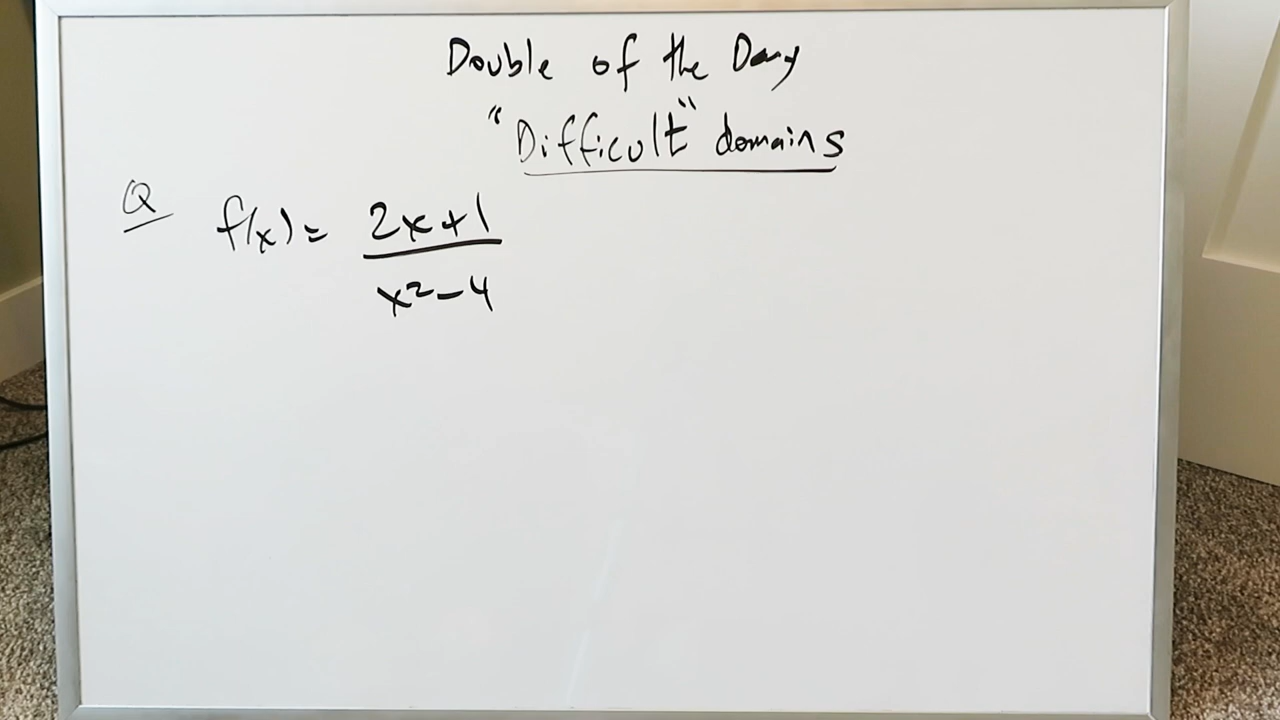 Double of the Day
"Difficult" domains
Q f(x) = 2x+1
x²-4